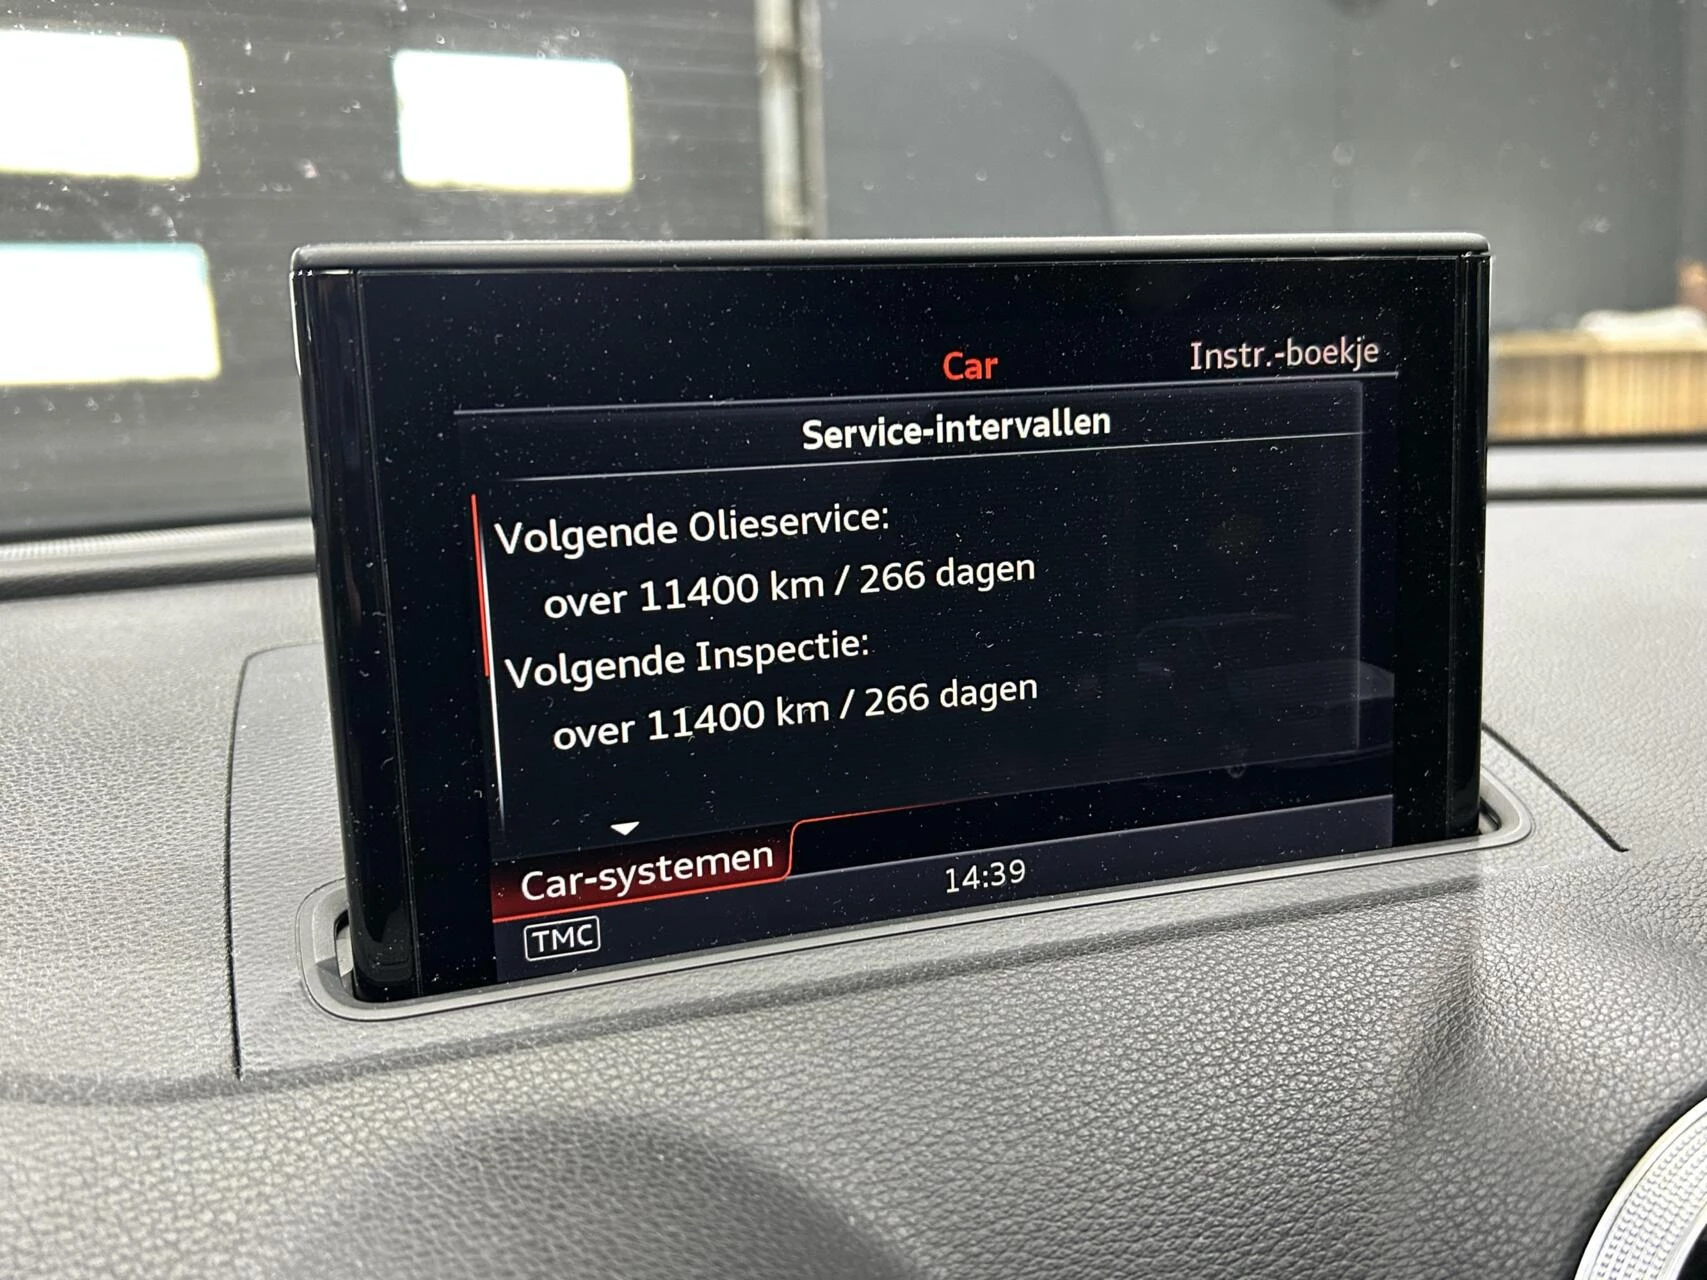 Car
Instr.-boekje
Service-intervallen
Volgende Olieservice:
over 11400 km / 266 dagen
Volgende Inspectie:
over 11400 km / 266 dagen
Car-systemen
14:39
TMC